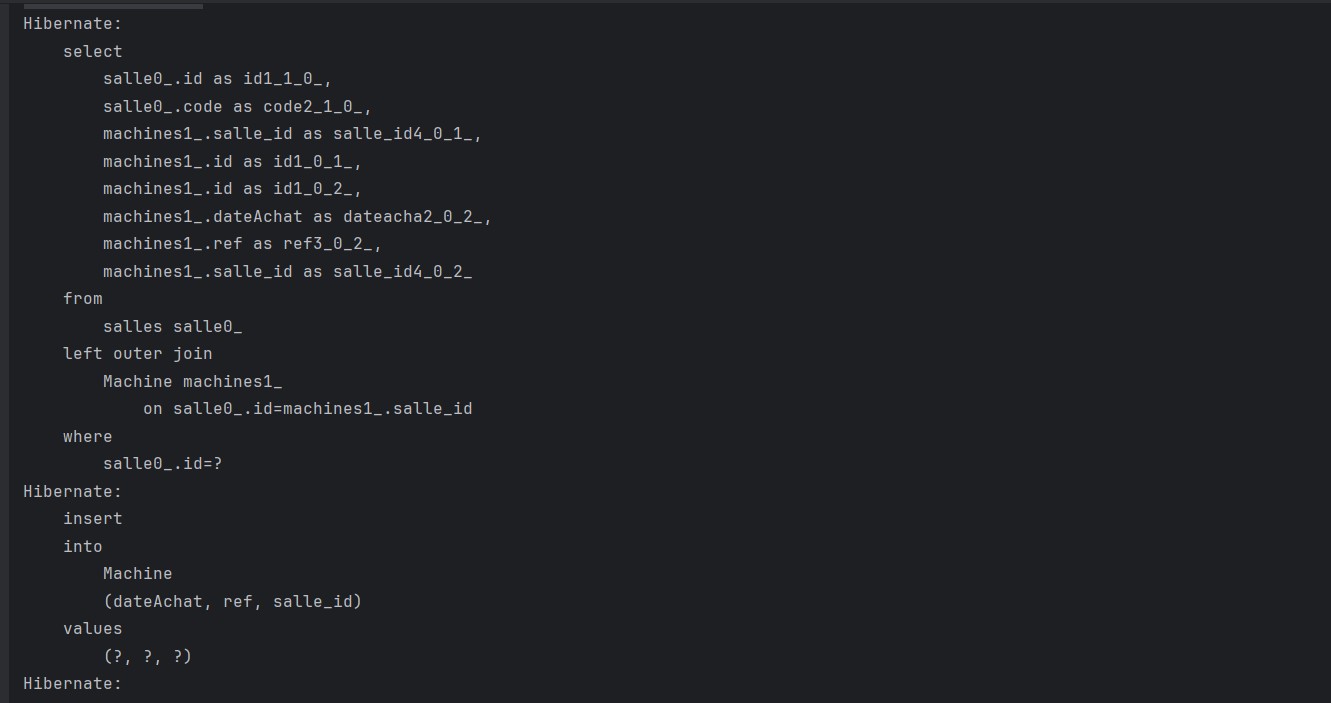 Hibernate:
    select
        salle0_.id as id1_1_0_,
        salle0_.code as code2_1_0_,
        machines1_.salle_id as salle_id4_0_1_,
        machines1_.id as id1_0_1_,
        machines1_.id as id1_0_2_,
        machines1_.dateAchat as dateacha2_0_2_,
        machines1_.ref as ref3_0_2_,
        machines1_.salle_id as salle_id4_0_2_
    from
        salles salle0_
    left outer join
        Machine machines1_
            on salle0_.id=machines1_.salle_id
    where
        salle0_.id=?
Hibernate:
    insert
    into
        Machine
        (dateAchat, ref, salle_id)
    values
        (?, ?, ?)
Hibernate: